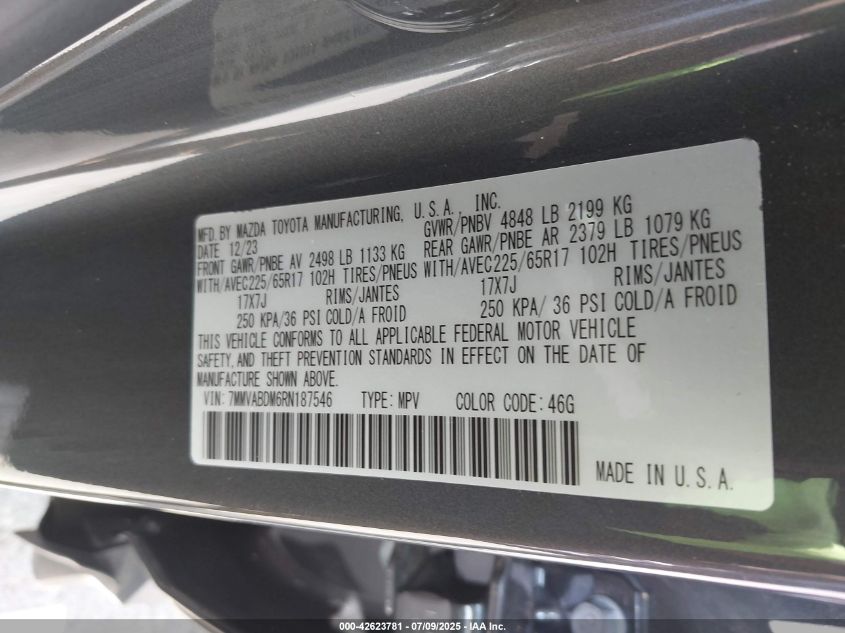 MFD. BY MAZDA TOYOTA MANUFACTURING, U.S.A., INC.
DATE 12/23 GVWR/PNBV 4848 LB 2199 KG
FRONT GAWR/PNBE AV 2498 LB 1133 KG REAR GAWR/PNBE AR 2379 LB 1079 KG
WITH/AVEC225/65R17 102H TIRES/PNEUS WITH/AVEC225/65R17 102H TIRES/PNEUS
17X7J RIMS/JANTES 17X7J RIMS/JANTES
250 KPA/36 PSI COLD/A FROID 250 KPA/ 36 PSI COLD/A FROID
THIS VEHICLE CONFORMS TO ALL APPLICABLE FEDERAL MOTOR VEHICLE
SAFETY, AND THEFT PREVENTION STANDARDS IN EFFECT ON THE DATE OF
MANUFACTURE SHOWN ABOVE.
VIN: 7MMVABDM6RN187546 TYPE: MPV COLOR CODE: 46G
MADE IN U.S.A.
000-42623781 - 07/09/2025 - IAA Inc.